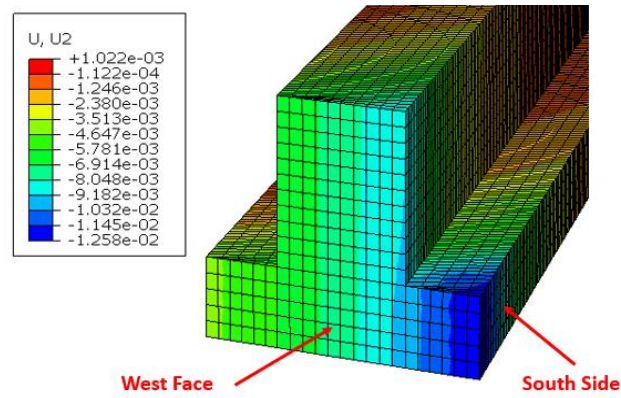 U, U2
+1.022e-03
-1.122e-04
-1.246e-03
-2.380e-03
-3.513e-03
-4.647e-03
-5.781e-03
-6.914e-03
-8.048e-03
-9.182e-03
-1.032e-02
-1.145e-02
-1.258e-02
West Face
South Side